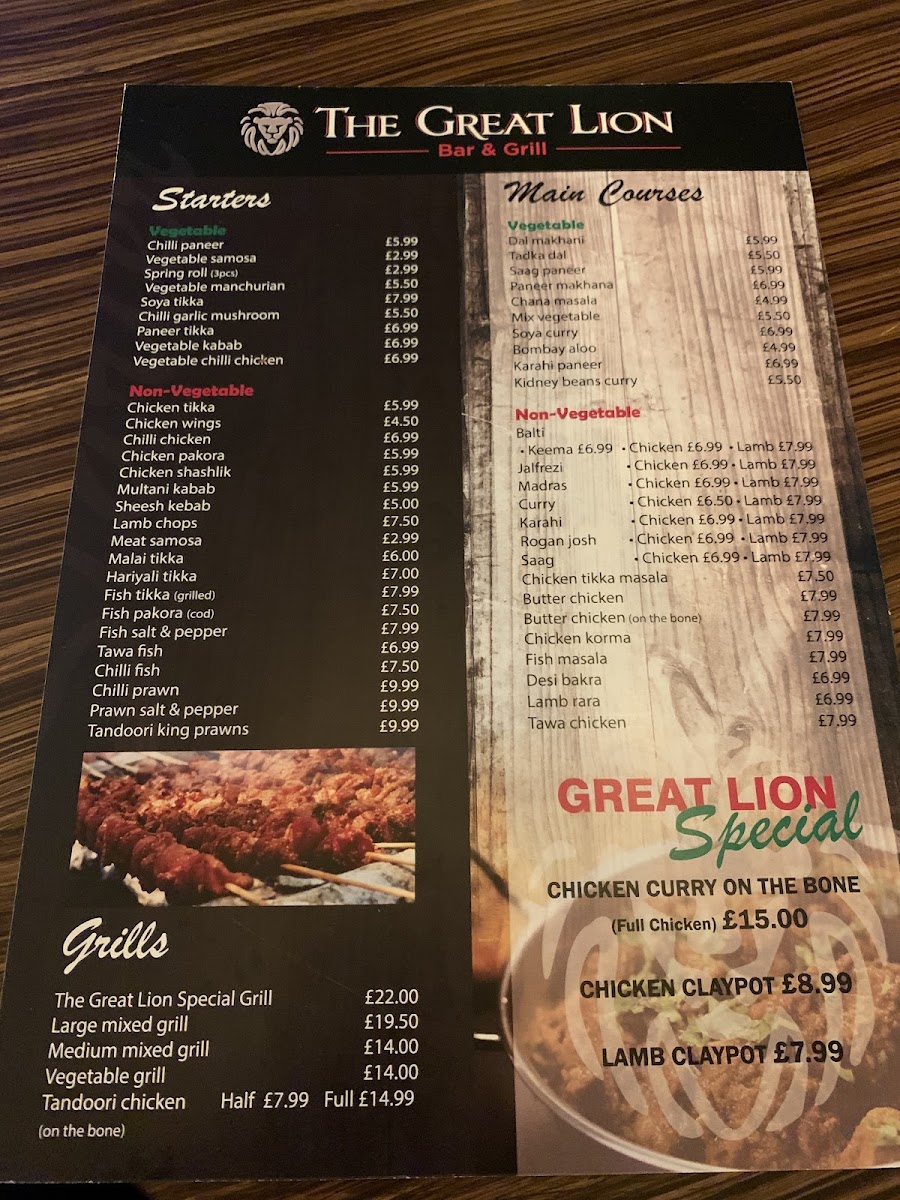 THE GREAT LION
Bar & Grill
Starters
Vegetable
Chilli paneer £5.99
Vegetable samosa £2.99
Spring roll (3pcs) £2.99
Vegetable manchurian £5.50
Soya tikka £7.99
Chilli garlic mushroom £5.50
Paneer tikka £6.99
Vegetable kabab £6.99
Vegetable chilli chicken £6.99
Non-Vegetable
Chicken tikka £5.99
Chicken wings £4.50
Chilli chicken £6.99
Chicken pakora £5.99
Chicken shashlik £5.99
Multani kabab £5.99
Sheesh kebab £5.00
Lamb chops £7.50
Meat samosa £2.99
Malai tikka £6.00
Hariyali tikka £7.00
Fish tikka (grilled) £7.99
Fish pakora (cod) £7.50
Fish salt & pepper £7.99
Tawa fish £6.99
Chilli fish £7.50
Chilli prawn £9.99
Prawn salt & pepper £9.99
Tandoori king prawns £9.99
Grills
The Great Lion Special Grill £22.00
Large mixed grill £19.50
Medium mixed grill £14.00
Vegetable grill £14.00
Tandoori chicken Half £7.99 Full £14.99
(on the bone)
Main Courses
Vegetable
Dal makhani £5.99
Tadka dal £5.50
Saag paneer £5.99
Paneer makhana £6.99
Chana masala £4.99
Mix vegetable £5.50
Soya curry £6.99
Bombay aloo £4.99
Karahi paneer £6.99
Kidney beans curry £5.50
Non-Vegetable
Balti
• Keema £6.99 • Chicken £6.99 • Lamb £7.99
Jalfrezi • Chicken £6.99 • Lamb £7.99
Madras • Chicken £6.99 • Lamb £7.99
Curry • Chicken £6.50 • Lamb £7.99
Karahi • Chicken £6.99 • Lamb £7.99
Rogan josh • Chicken £6.99 • Lamb £7.99
Saag • Chicken £6.99 • Lamb £7.99
Chicken tikka masala £7.50
Butter chicken £7.99
Butter chicken (on the bone) £7.99
Chicken korma £7.99
Fish masala £7.99
Desi bakra £6.99
Lamb rara £6.99
Tawa chicken £7.99
GREAT LION
Special
CHICKEN CURRY ON THE BONE
(Full Chicken) £15.00
CHICKEN CLAYPOT £8.99
LAMB CLAYPOT £7.99